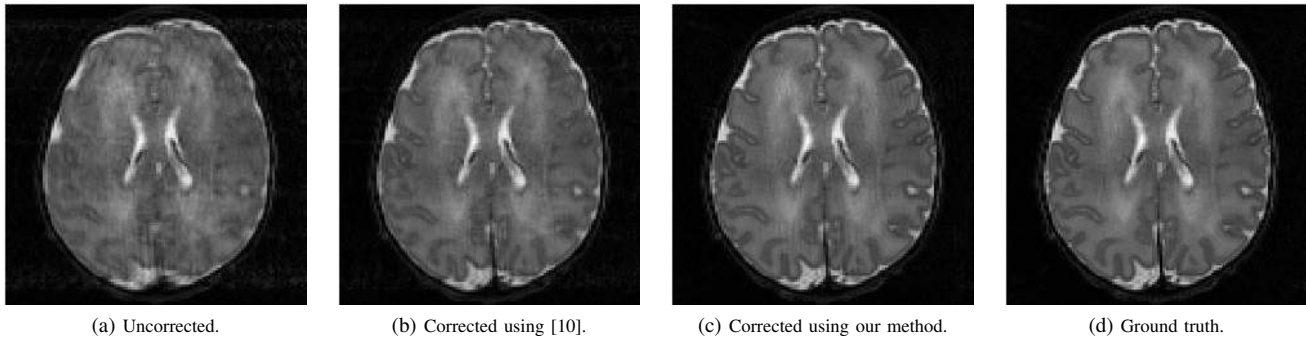 (a) Uncorrected.
(b) Corrected using [10].
(c) Corrected using our method.
(d) Ground truth.